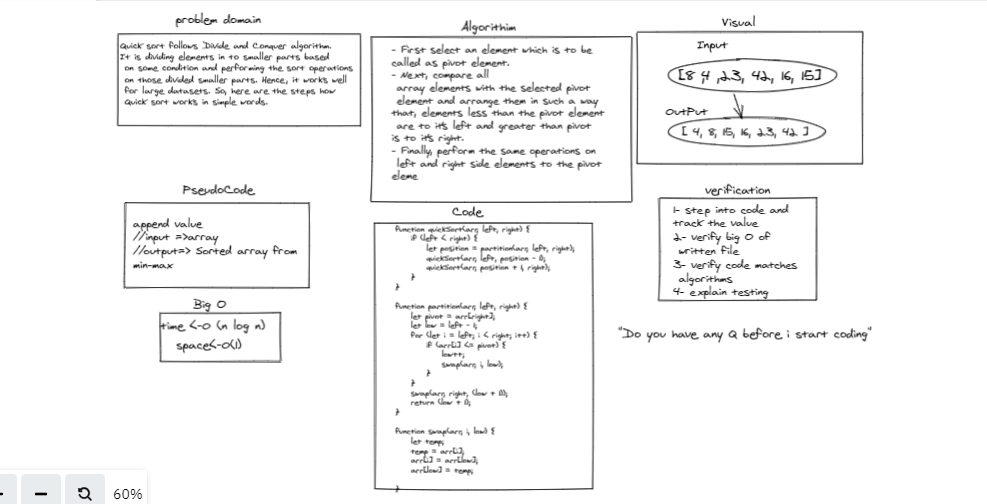 problem domain
Quick sort follows Divide and Conquer algorithm.
It is dividing elements in to smaller parts based
on some condition and performing the sort operations
on those divided smaller parts. Hence, it works well
for large datasets. So, here are the steps how
Quick sort works in simple words.
Algorithim
- First select an element which is to be
called as pivot element.
- Next, compare all
array elements with the selected pivot
element and arrange them in such a way
that, elements less than the pivot element
are to it's left and greater than pivot
is to it's right.
- Finally, perform the same operations on
left and right side elements to the pivot
eleme
Visual
Input
[8 4 ,23, 42, 16, 15]
OutPut
[ 4, 8, 15, 16, 23, 42 ]
PseudoCode
append value
//input =>array
//output=> Sorted array from
min-max
Big O
time <-o (n log n)
space<-o(1)
Code
function quickSort(arr, left, right) {
if (left < right) {
let position = partition(arr, left, right);
quickSort(arr, left, position - 1);
quickSort(arr, position + 1, right);
}
}
function partition(arr, left, right) {
let pivot = arr[right];
let low = left - 1;
for (let i = left; i < right; i++) {
if (arr[i] <= pivot) {
low++;
swap(arr, i, low);
}
}
swap(arr, right, (low + 1));
return (low + 1);
}
function swap(arr, i, low) {
let temp;
temp = arr[i];
arr[i] = arr[low];
arr[low] = temp;
}
verification
1- step into code and
track the value
2.- verify big O of
written file
3- verify code matches
algorithms
4- explain testing
"Do you have any Q before i start coding"
60%